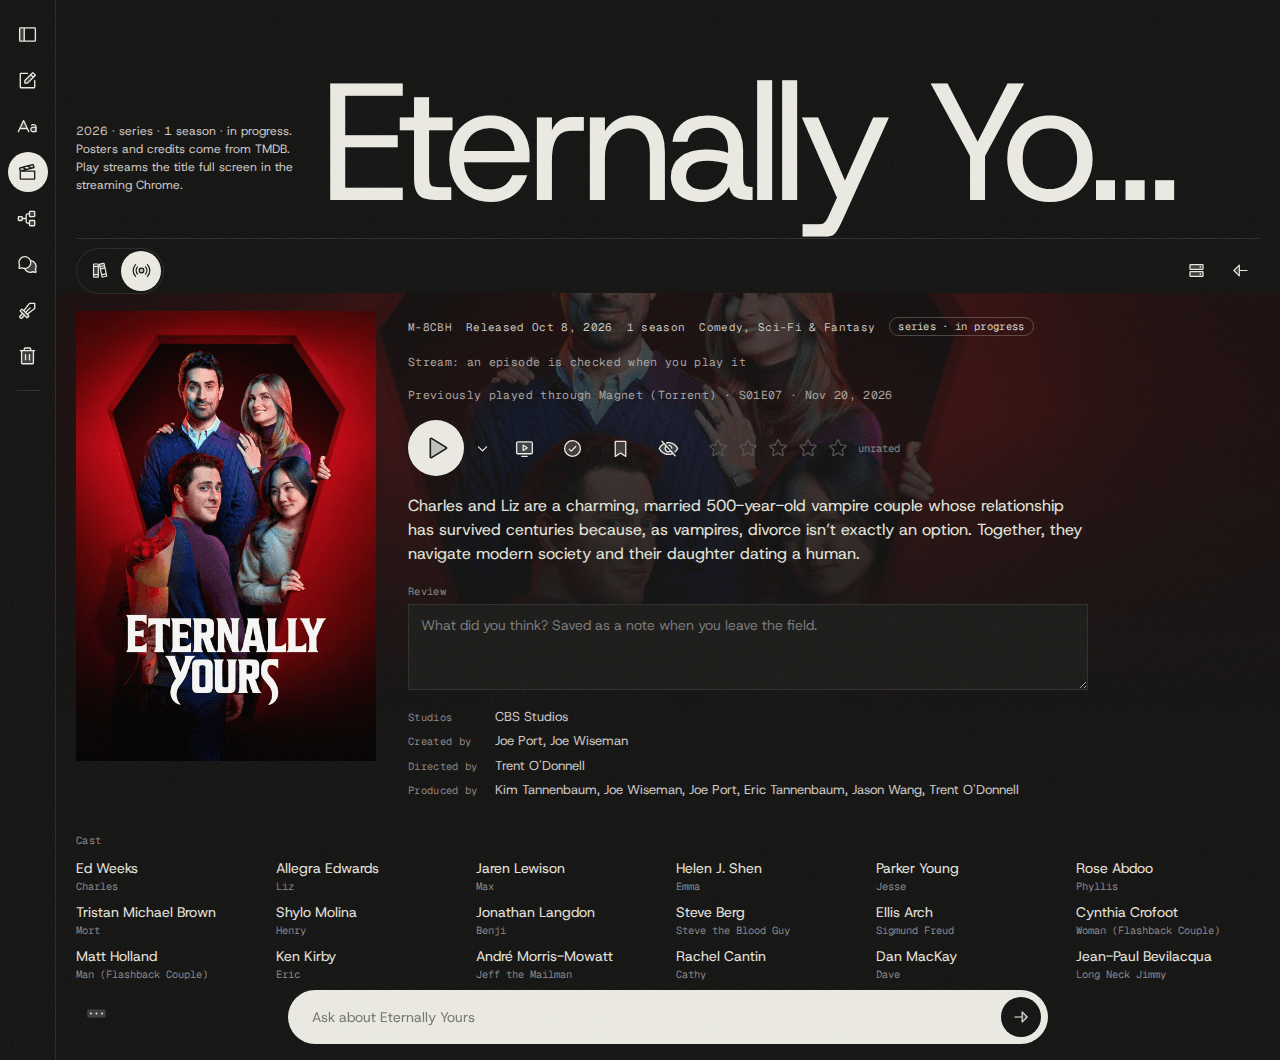 2026 · series · 1 season · in progress.
Posters and credits come from TMDB.
Play streams the title full screen in the
streaming Chrome.
Eternally Yo...
Aa
M-8CBH Released Oct 8, 2026 1 season Comedy, Sci-Fi & Fantasy series · in progress
Stream: an episode is checked when you play it
Previously played through Magnet (Torrent) · S01E07 · Nov 20, 2026
unrated
Charles and Liz are a charming, married 500-year-old vampire couple whose relationship
has survived centuries because, as vampires, divorce isn't exactly an option. Together, they
navigate modern society and their daughter dating a human.
ETERNALLY
YOURS
Review
What did you think? Saved as a note when you leave the field.
Studios CBS Studios
Created by Joe Port, Joe Wiseman
Directed by Trent O'Donnell
Produced by Kim Tannenbaum, Joe Wiseman, Joe Port, Eric Tannenbaum, Jason Wang, Trent O'Donnell
Cast
Ed Weeks Allegra Edwards Jaren Lewison Helen J. Shen Parker Young Rose Abdoo
Charles Liz Max Emma Jesse Phyllis
Tristan Michael Brown Shylo Molina Jonathan Langdon Steve Berg Ellis Arch Cynthia Crofoot
Mort Henry Benji Steve the Blood Guy Sigmund Freud Woman (Flashback Couple)
Matt Holland Ken Kirby André Morris-Mowatt Rachel Cantin Dan MacKay Jean-Paul Bevilacqua
Man (Flashback Couple) Eric Jeff the Mailman Cathy Dave Long Neck Jimmy
Ask about Eternally Yours